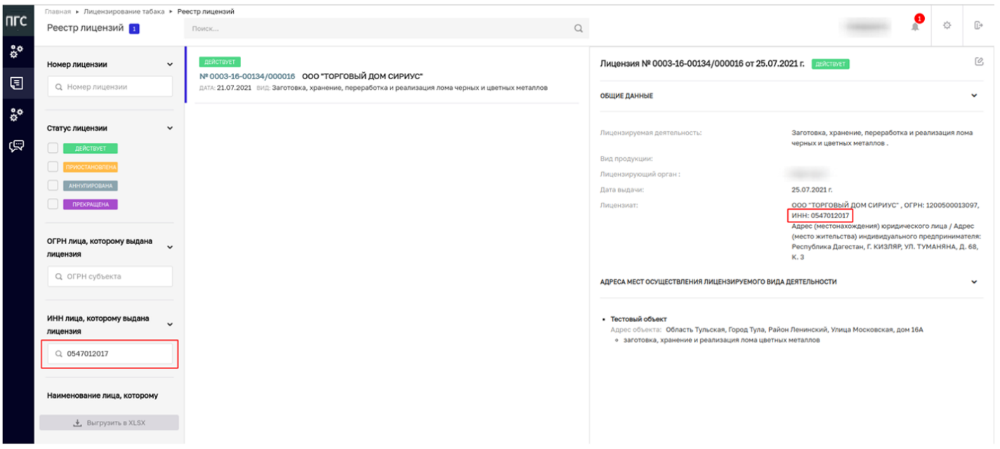 ПГС
Главная ▸ Лицензирование табака ▸ Реестр лицензий
Реестр лицензий 1
Поиск...
1
Номер лицензии
Номер лицензии
Статус лицензии
ДЕЙСТВУЕТ
ПРИОСТАНОВЛЕНА
АННУЛИРОВАНА
ПРЕКРАЩЕНА
ОГРН лица, которому выдана
лицензия
ОГРН субъекта
ИНН лица, которому выдана
лицензия
0547012017
Наименование лица, которому
Выгрузить в XLSX
ДЕЙСТВУЕТ
№ 0003-16-00134/000016 ООО "ТОРГОВЫЙ ДОМ СИРИУС"
ДАТА: 21.07.2021 ВИД: Заготовка, хранение, переработка и реализация лома черных и цветных металлов
Лицензия № 0003-16-00134/000016 от 25.07.2021 г. ДЕЙСТВУЕТ
ОБЩИЕ ДАННЫЕ
Лицензируемая деятельность: Заготовка, хранение, переработка и реализация лома
черных и цветных металлов .
Вид продукции:
Лицензирующий орган :
Дата выдачи: 25.07.2021 г.
Лицензиат: ООО "ТОРГОВЫЙ ДОМ СИРИУС" , ОГРН: 1200500013097,
ИНН: 0547012017
Адрес (местонахождения) юридического лица / Адрес
(место жительства) индивидуального предпринимателя:
Республика Дагестан, Г. КИЗЛЯР, УЛ. ТУМАНЯНА, Д. 68,
К. 3
АДРЕСА МЕСТ ОСУЩЕСТВЛЕНИЯ ЛИЦЕНЗИРУЕМОГО ВИДА ДЕЯТЕЛЬНОСТИ
Тестовый объект
Адрес объекта: Область Тульская, Город Тула, Район Ленинский, Улица Московская, дом 16А
заготовка, хранение и реализация лома цветных металлов